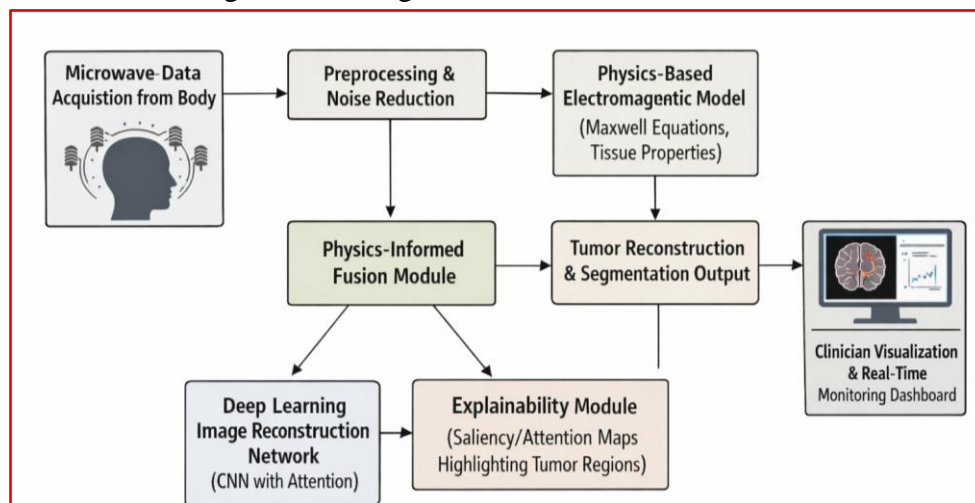 Microwave-Data
Acquistion from Body
Preprocessing &
Noise Reduction
Physics-Based
Electromagentic Model
(Maxwell Equations,
Tissue Properties)
Physics-Informed
Fusion Module
Tumor Reconstruction
& Segmentation Output
Clinician Visualization
& Real-Time
Monitoring Dashboard
Deep Learning
Image Reconstruction
Network
(CNN with Attention)
Explainability Module
(Saliency/Attention Maps
Highlighting Tumor Regions)